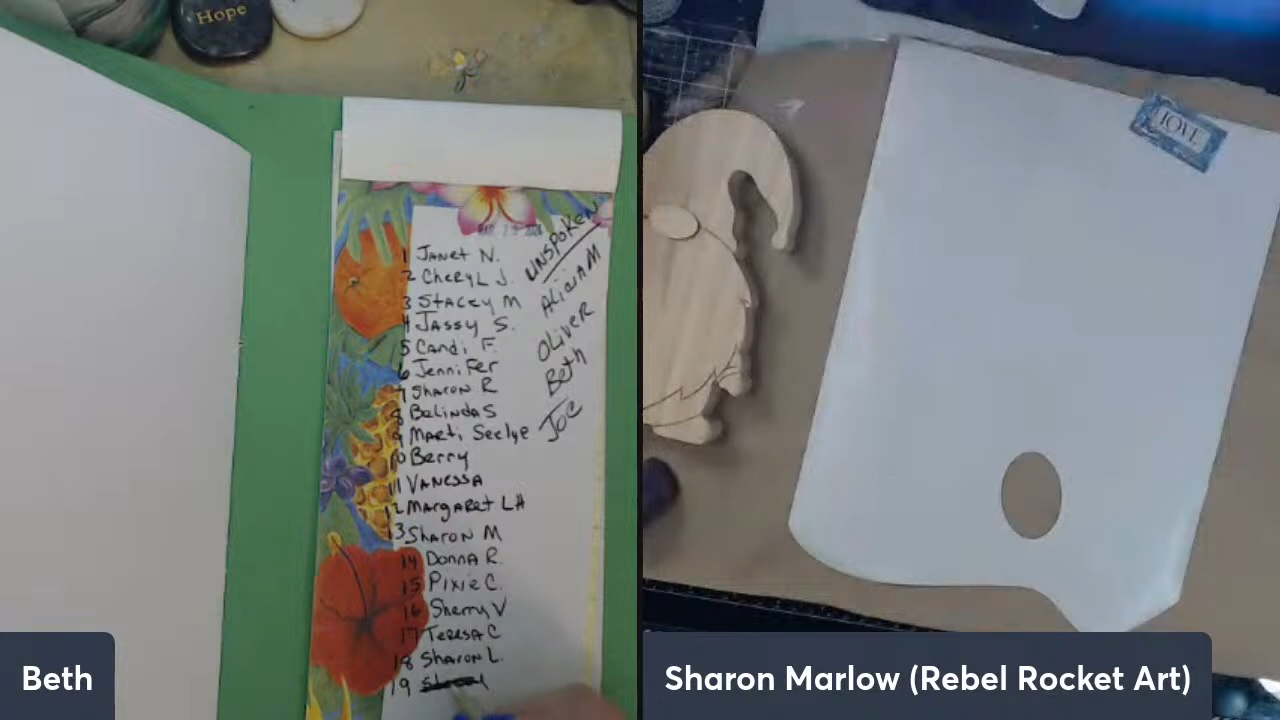 Hope
UNSPOKEN
1 Janet N.
2 Cheryl J.
3 Stacey M
4 Jassy S.
5 Candi F.
6 Jennifer
7 Sharon R
8 Belinda S
9 Marti Seelye
10 Berry
11 Vanessa
12 Margaret LH
13 Sharon M
14 Donna R.
15 Pixie C.
16 Sherry V
17 Teresa C
18 Sharon L.
19
Alicia M
Oliver
Beth
Joe
LOVE
Beth
Sharon Marlow (Rebel Rocket Art)